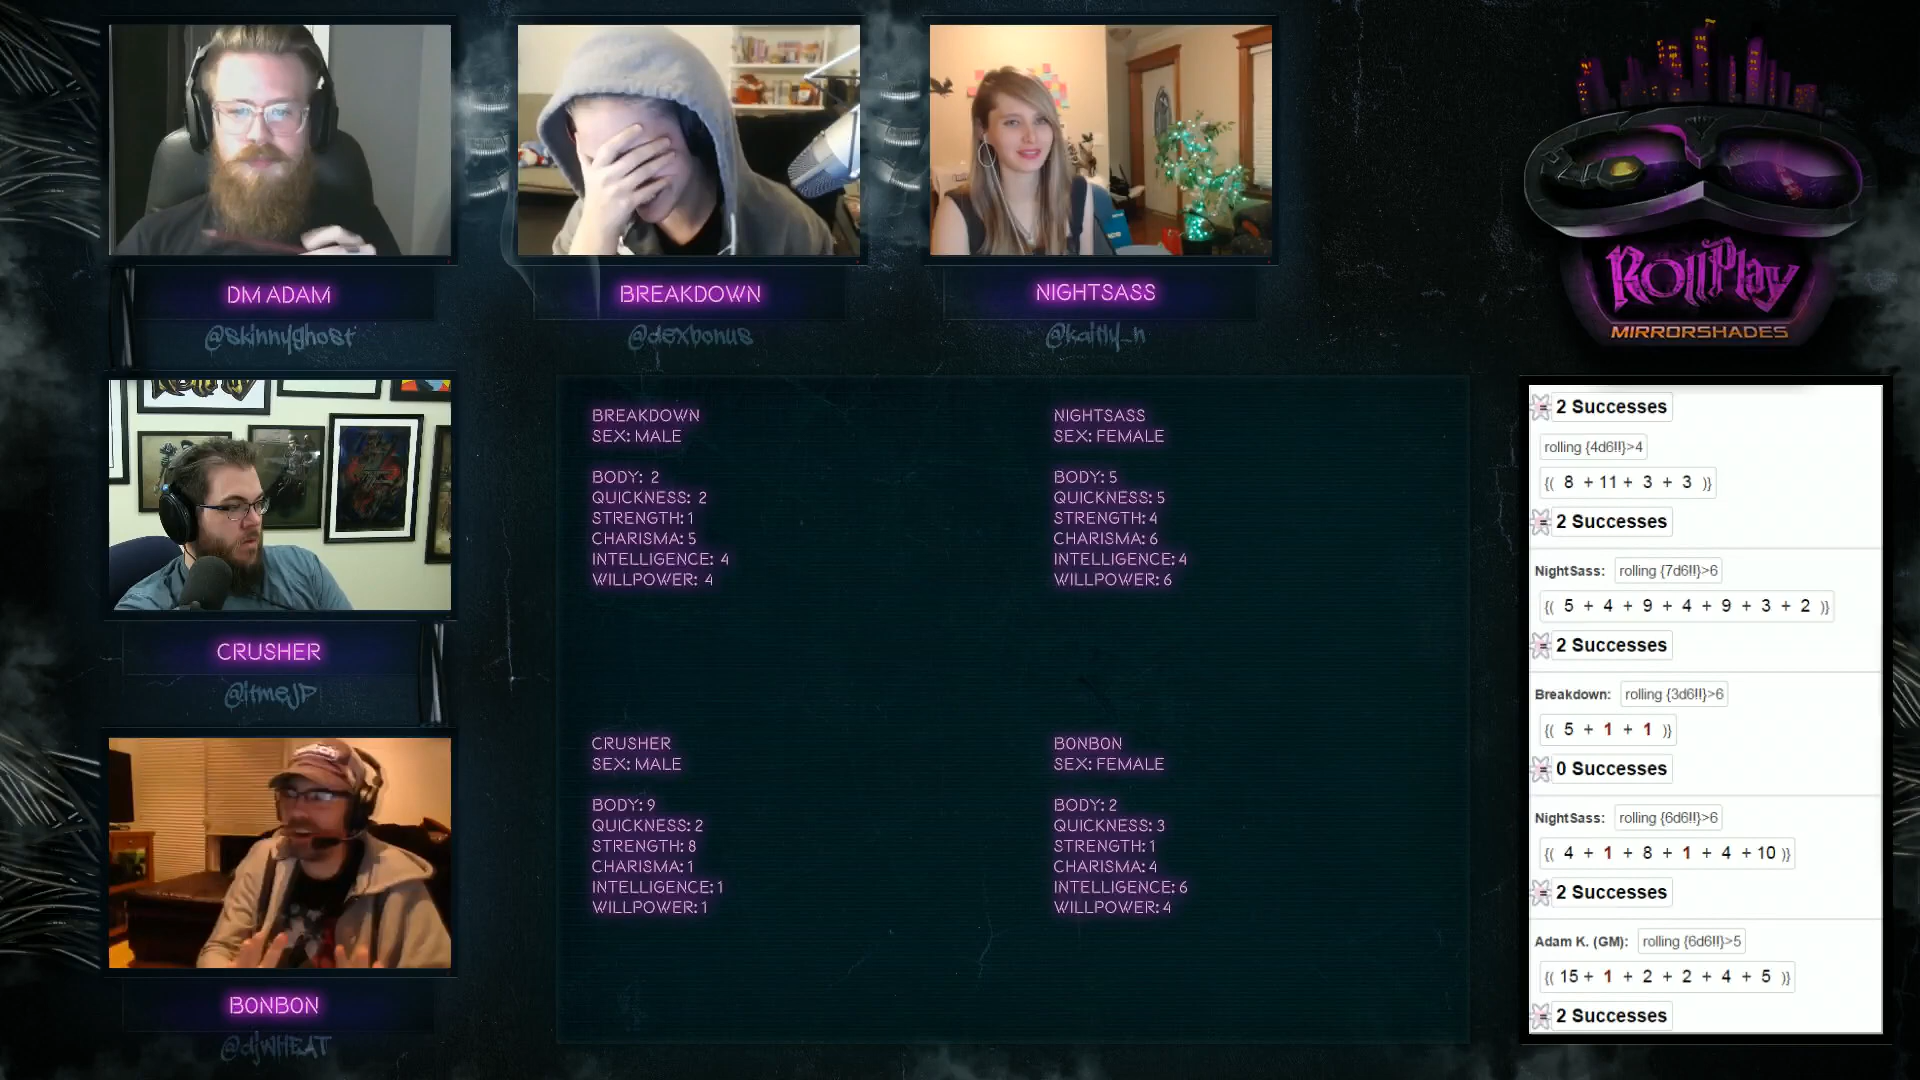 DM ADAM
@skinnyghost
BREAKDOWN
@dexbonus
NIGHTSASS
@kaitly_n
RollPlay
MIRRORSHADES
CRUSHER
@itmeJP
BONBON
@djWHEAT
BREAKDOWN
SEX: MALE
BODY: 2
QUICKNESS: 2
STRENGTH: 1
CHARISMA: 5
INTELLIGENCE: 4
WILLPOWER: 4
NIGHTSASS
SEX: FEMALE
BODY: 5
QUICKNESS: 5
STRENGTH: 4
CHARISMA: 6
INTELLIGENCE: 4
WILLPOWER: 6
CRUSHER
SEX: MALE
BODY: 9
QUICKNESS: 2
STRENGTH: 8
CHARISMA: 1
INTELLIGENCE: 1
WILLPOWER: 1
BONBON
SEX: FEMALE
BODY: 2
QUICKNESS: 3
STRENGTH: 1
CHARISMA: 4
INTELLIGENCE: 6
WILLPOWER: 4
= 2 Successes
rolling {4d6!!}>4
{( 8 + 11 + 3 + 3 )}
= 2 Successes
NightSass: rolling {7d6!!}>6
{( 5 + 4 + 9 + 4 + 9 + 3 + 2 )}
= 2 Successes
Breakdown: rolling {3d6!!}>6
{( 5 + 1 + 1 )}
= 0 Successes
NightSass: rolling {6d6!!}>6
{( 4 + 1 + 8 + 1 + 4 + 10 )}
= 2 Successes
Adam K. (GM): rolling {6d6!!}>5
{( 15 + 1 + 2 + 2 + 4 + 5 )}
= 2 Successes